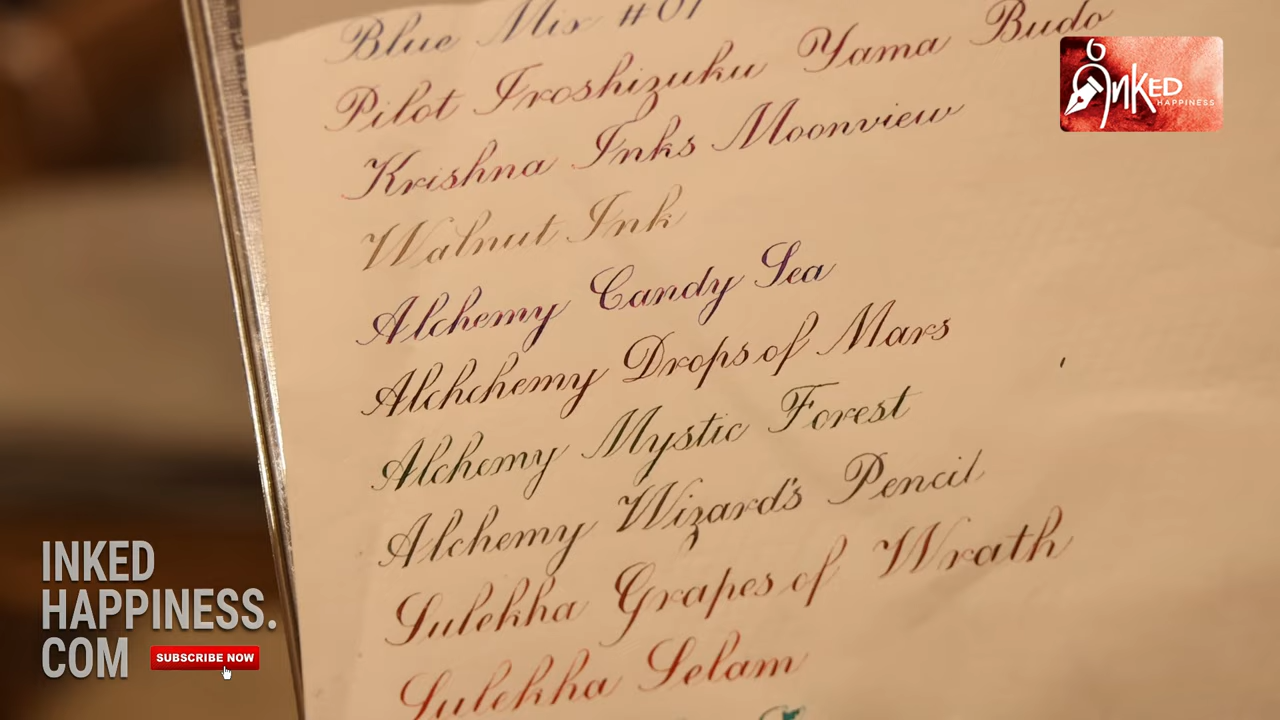 Blue Mix #01
Pilot Iroshizuku Yama Budo
Krishna Inks Moonview
Walnut Ink
Alchemy Candy Sea
Alchchemy Drops of Mars
Alchemy Mystic Forest
Alchemy Wizard's Pencil
Sulekha Grapes of Wrath
Sulekha Selam
INKED
HAPPINESS
INKED
HAPPINESS.
COM
SUBSCRIBE NOW